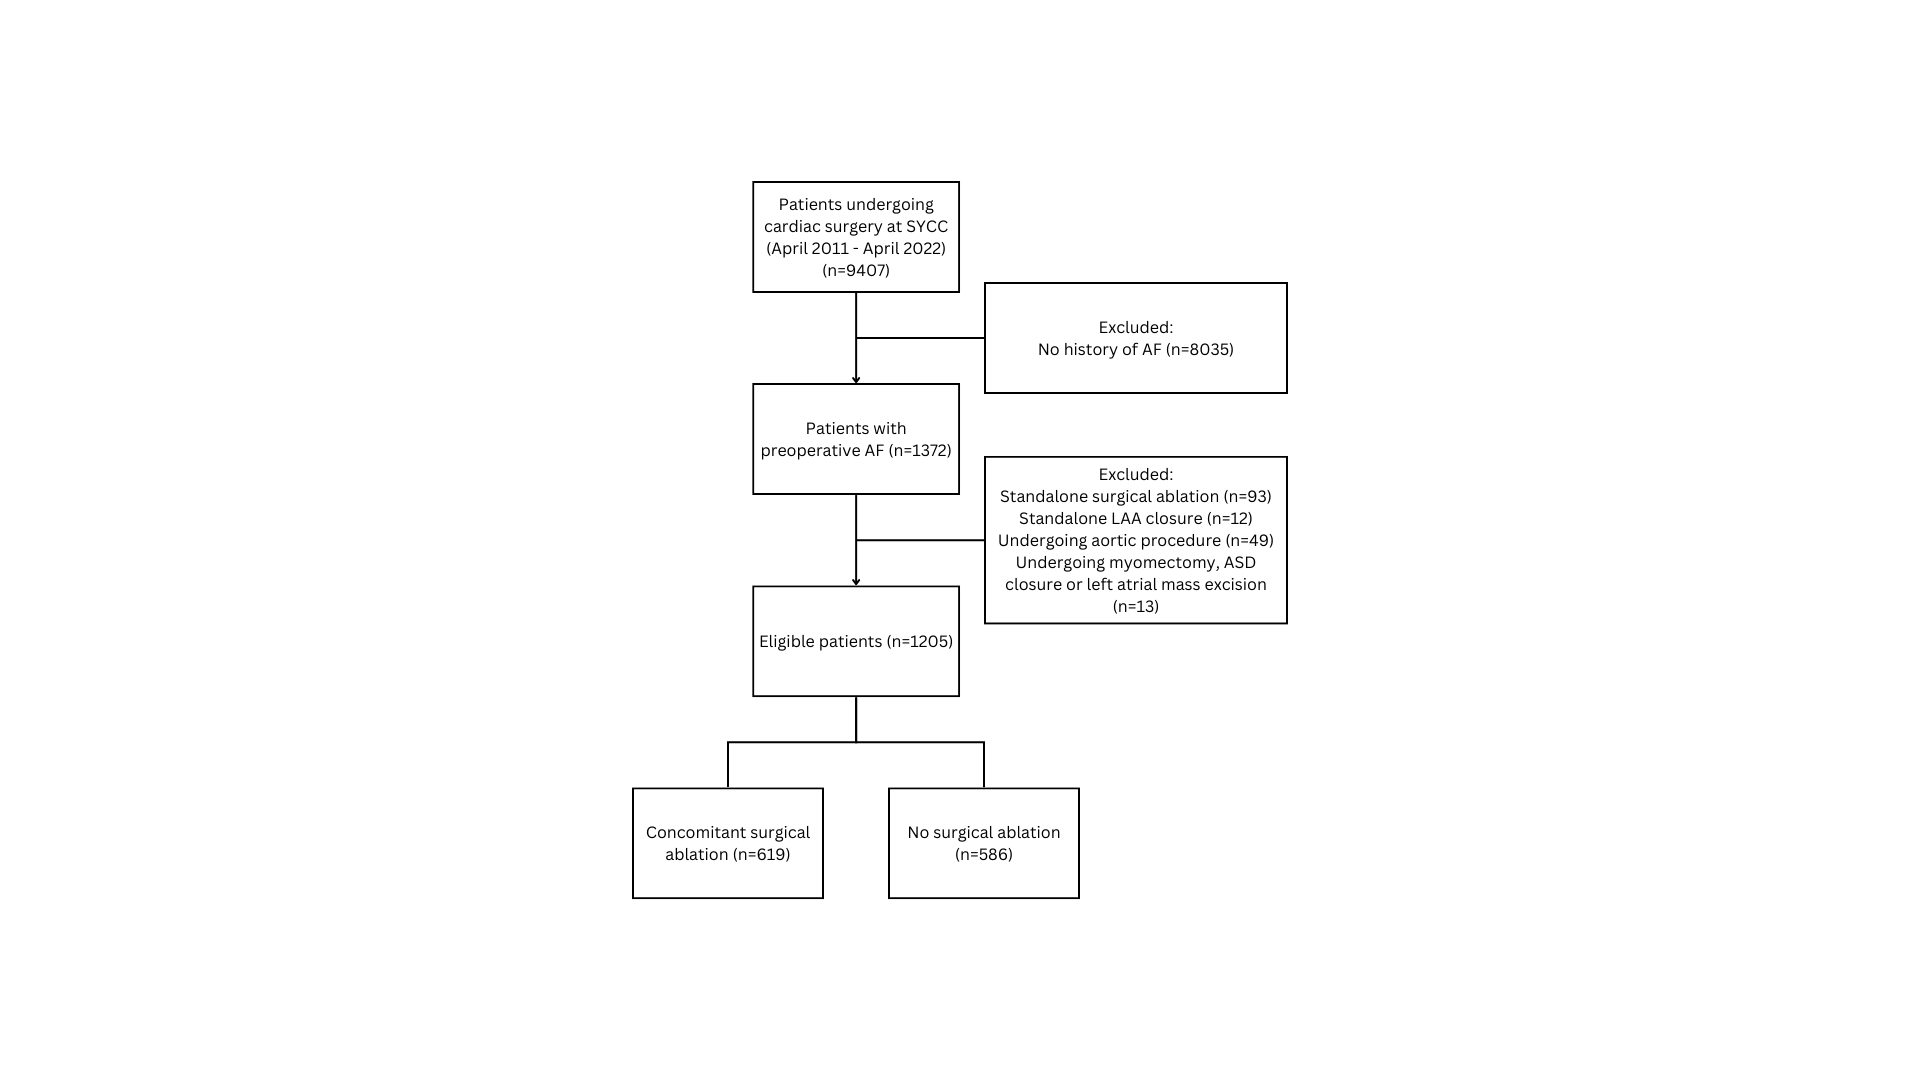 Patients undergoing
cardiac surgery at SYCC
(April 2011 - April 2022)
(n=9407)
Excluded:
No history of AF (n=8035)
Patients with
preoperative AF (n=1372)
Excluded:
Standalone surgical ablation (n=93)
Standalone LAA closure (n=12)
Undergoing aortic procedure (n=49)
Undergoing myomectomy, ASD
closure or left atrial mass excision
(n=13)
Eligible patients (n=1205)
Concomitant surgical
ablation (n=619)
No surgical ablation
(n=586)